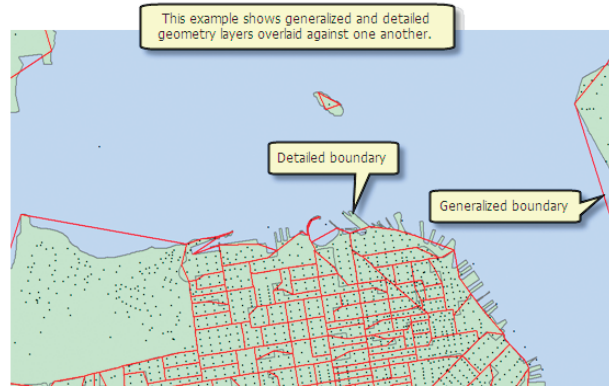 This example shows generalized and detailed
geometry layers overlaid against one another.
Detailed boundary
Generalized boundary